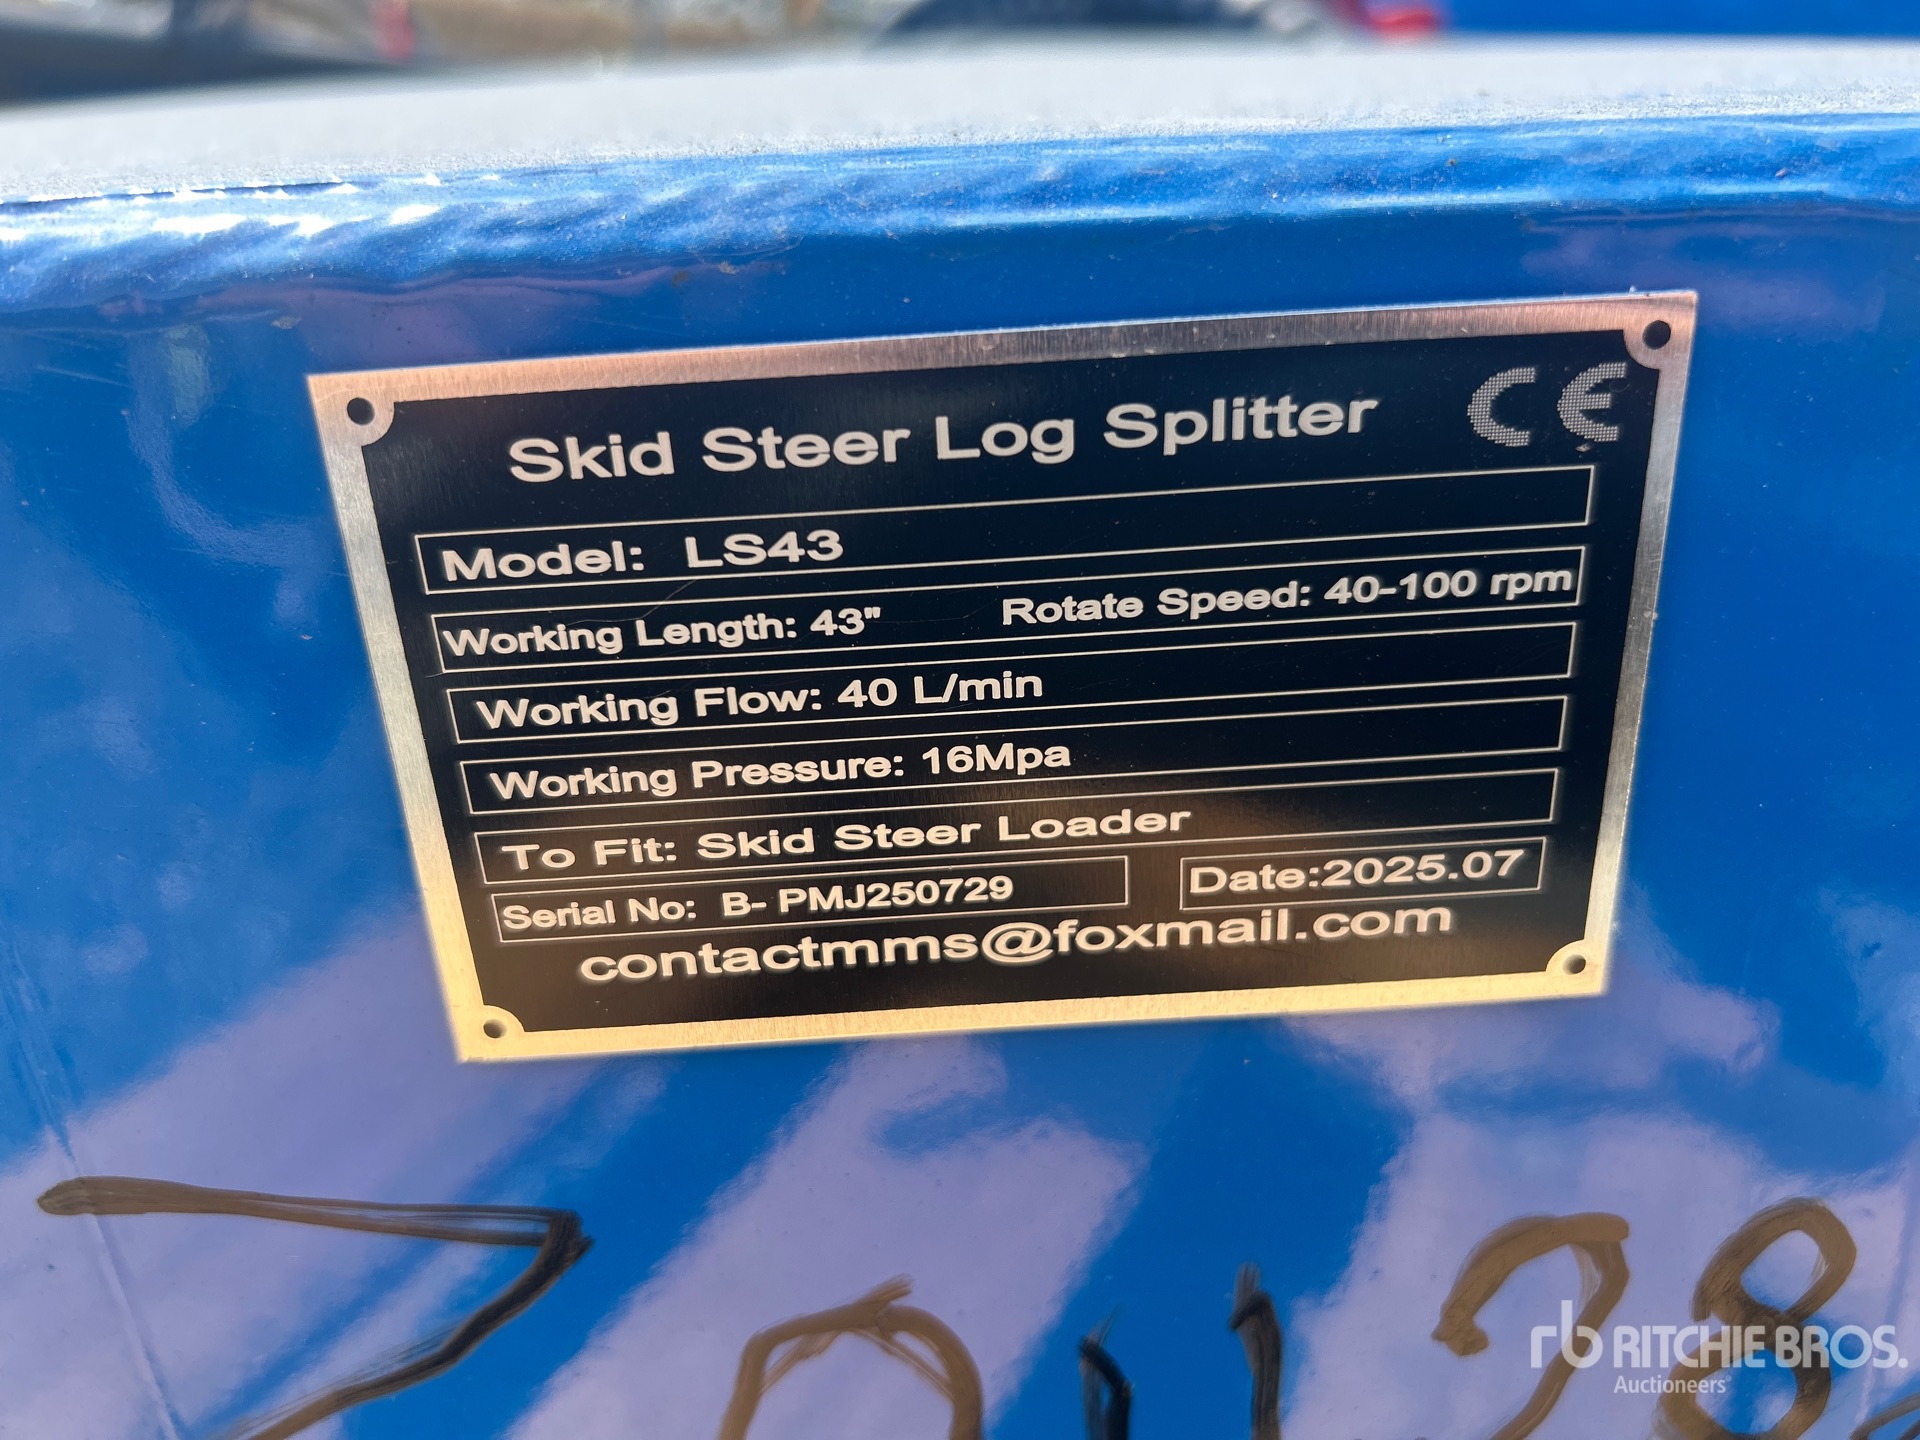 Skid Steer Log Splitter CE
Model: LS43
Working Length: 43" Rotate Speed: 40-100 rpm
Working Flow: 40 L/min
Working Pressure: 16Mpa
To Fit: Skid Steer Loader
Serial No: B- PMJ250729 Date:2025.07
contactmms@foxmail.com
rb RITCHIE BROS.
Auctioneers